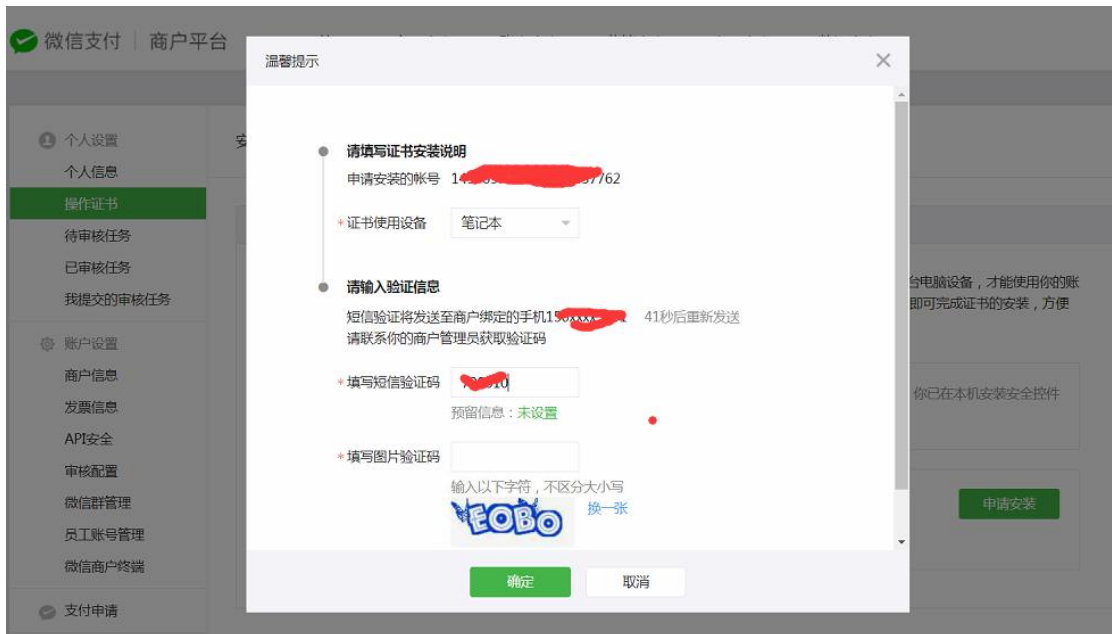 微信支付 | 商户平台
温馨提示
个人设置
个人信息
操作证书
待审核任务
已审核任务
我提交的审核任务
账户设置
商户信息
发票信息
API安全
审核配置
微信群管理
员工账号管理
微信商户终端
支付申请
安
请填写证书安装说明
申请安装的帐号 14 7762
*证书使用设备 笔记本
请输入验证信息
短信验证将发送至商户绑定的手机15 41秒后重新发送
请联系你的商户管理员获取验证码
*填写短信验证码
预留信息：未设置
*填写图片验证码
输入以下字符，不区分大小写
换一张
确定 取消
台电脑设备，才能使用你的账
即可完成证书的安装，方便
你已在本机安装安全控件
申请安装